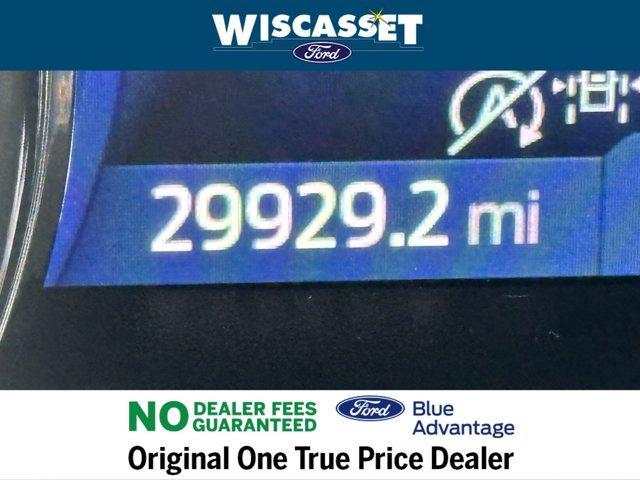 WISCASSET
Ford
A
29929.2 mi
NO DEALER FEES
GUARANTEED
Ford Blue
Advantage
Original One True Price Dealer